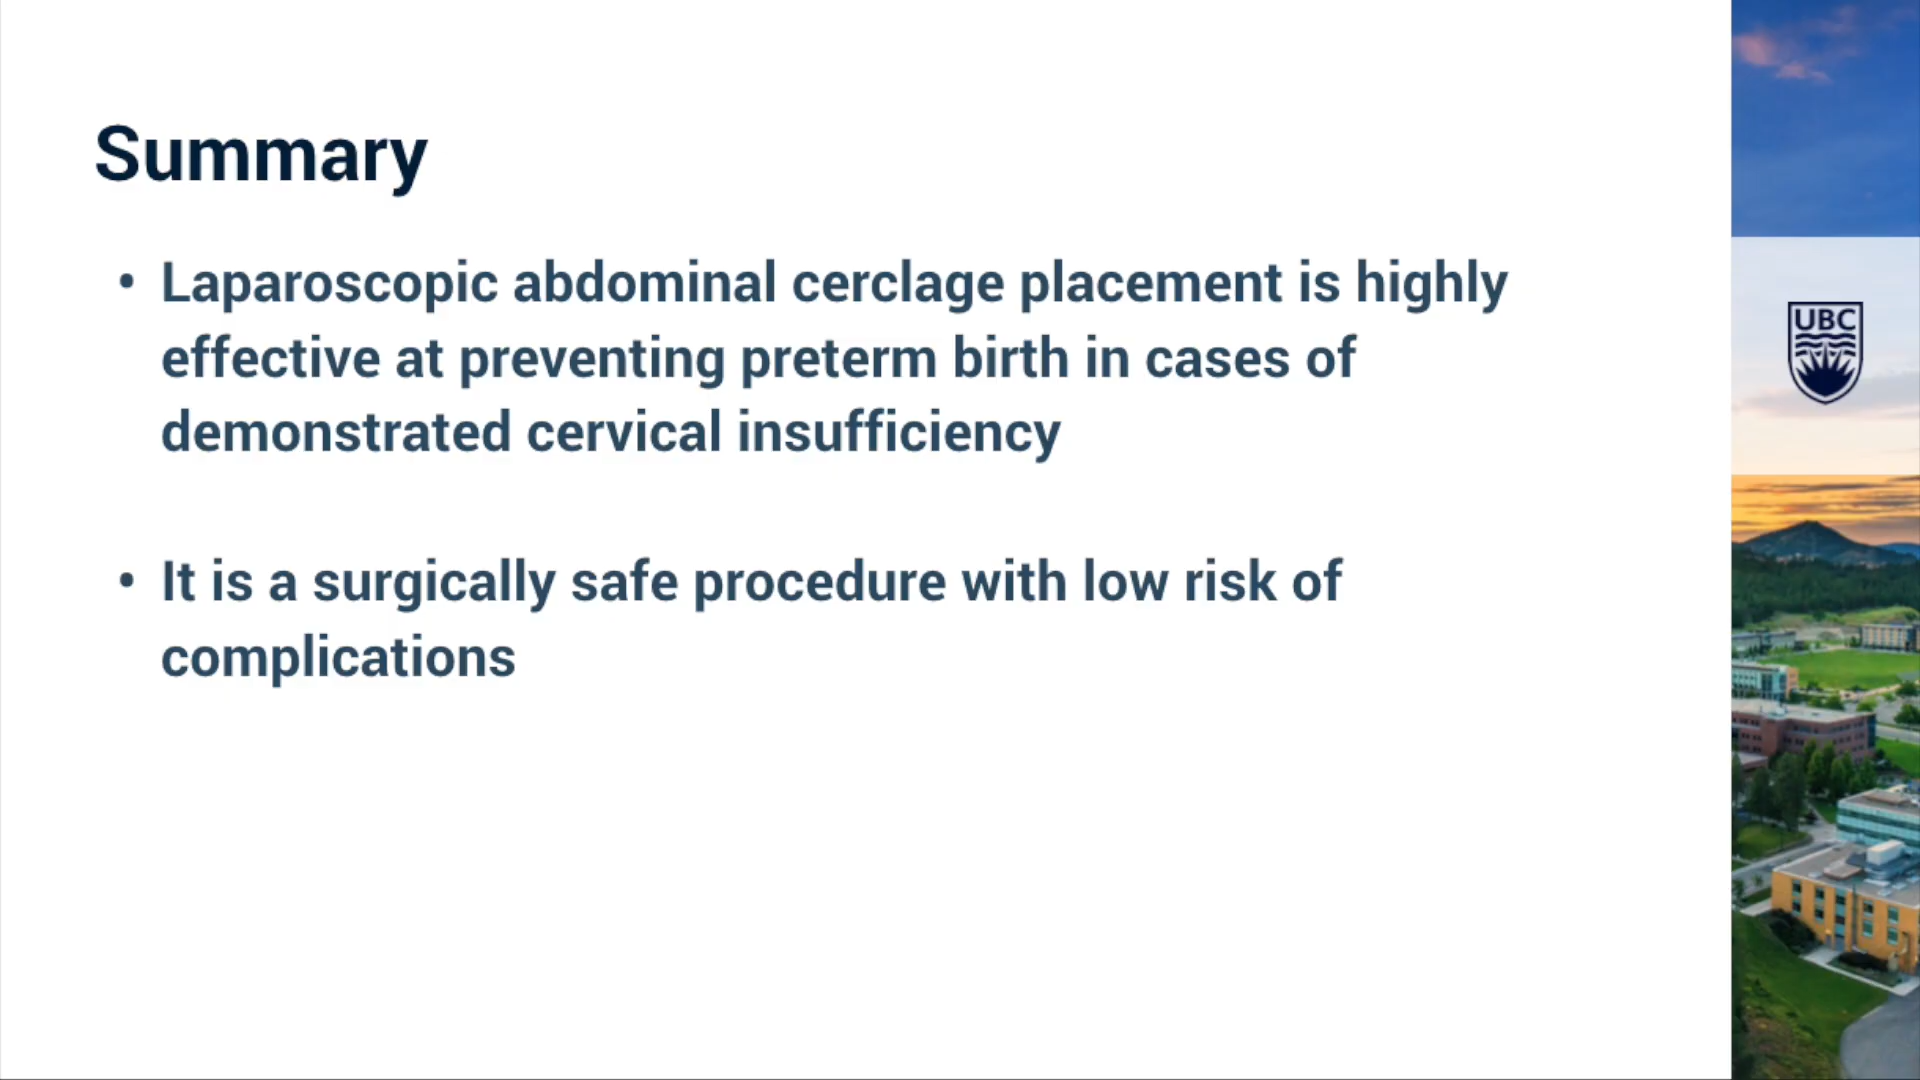 Summary
• Laparoscopic abdominal cerclage placement is highly
effective at preventing preterm birth in cases of
demonstrated cervical insufficiency
• It is a surgically safe procedure with low risk of
complications
UBC